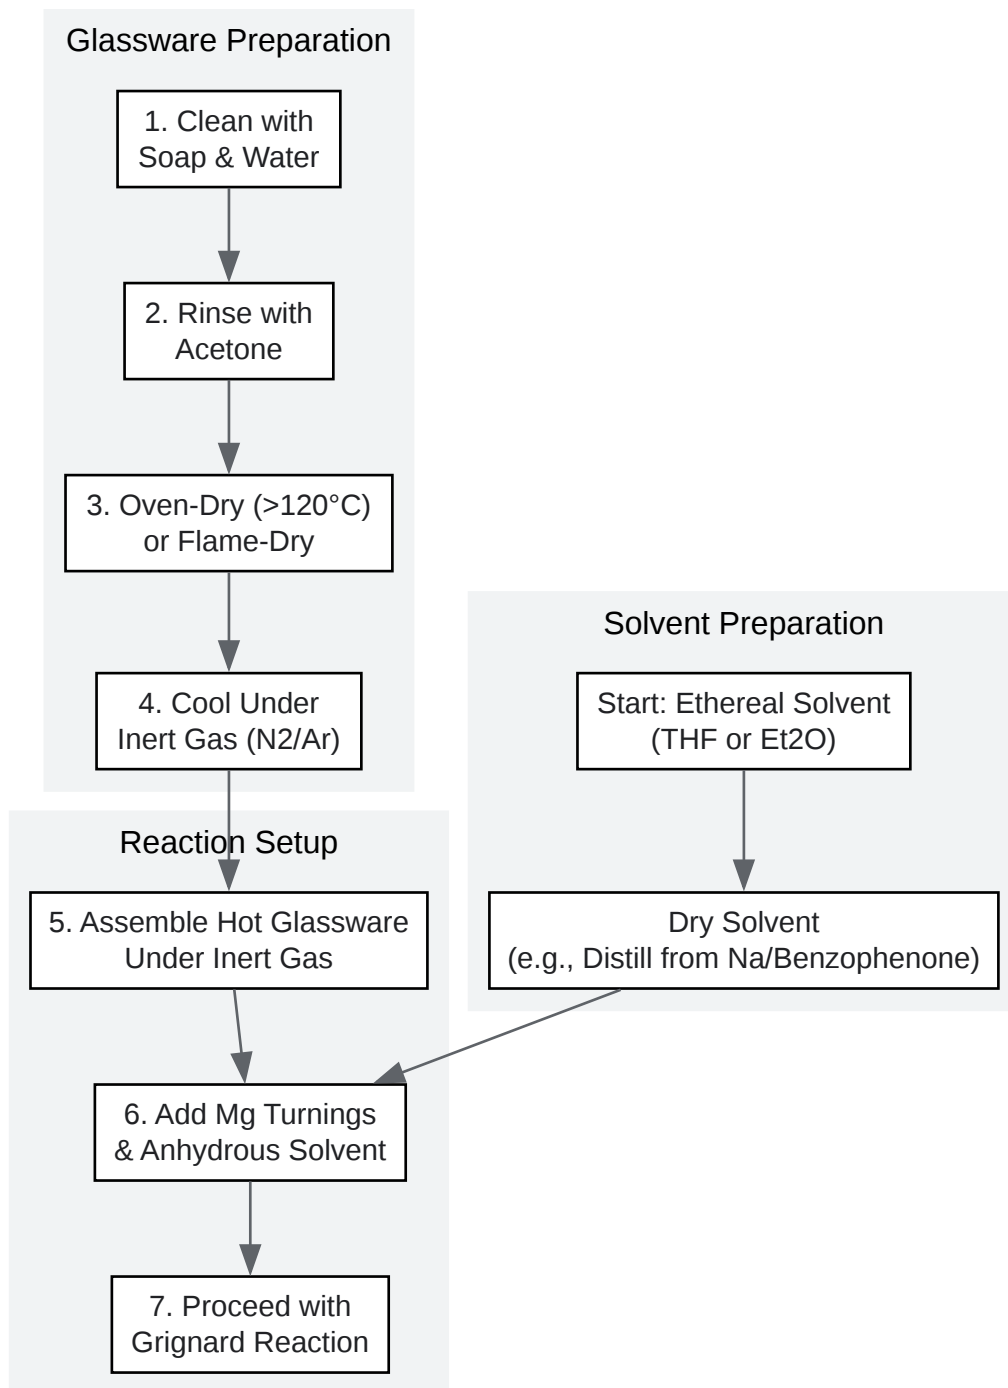 Glassware Preparation
1. Clean with
Soap & Water
2. Rinse with
Acetone
3. Oven-Dry (>120°C)
or Flame-Dry
4. Cool Under
Inert Gas (N2/Ar)
Solvent Preparation
Start: Ethereal Solvent
(THF or Et2O)
Dry Solvent
(e.g., Distill from Na/Benzophenone)
Reaction Setup
5. Assemble Hot Glassware
Under Inert Gas
6. Add Mg Turnings
& Anhydrous Solvent
7. Proceed with
Grignard Reaction